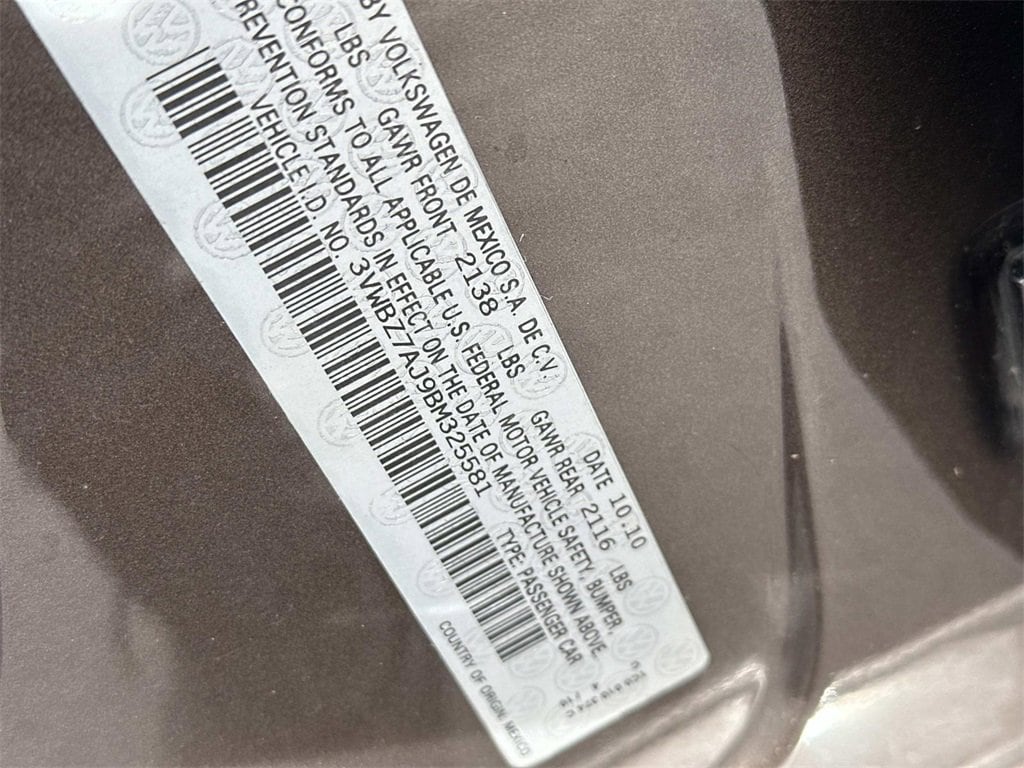 BY VOLKSWAGEN DE MEXICO S.A. DE C.V. DATE 10.10
LBS GAWR FRONT 2138 LBS GAWR REAR 2116 LBS
CONFORMS TO ALL APPLICABLE U.S. FEDERAL MOTOR VEHICLE SAFETY, BUMPER,
REVENTION STANDARDS IN EFFECT ON THE DATE OF MANUFACTURE SHOWN ABOVE.
VEHICLE I.D. NO. 3VWBZ7AJ9BM325581 TYPE: PASSENGER CAR
COUNTRY OF ORIGIN: MEXICO